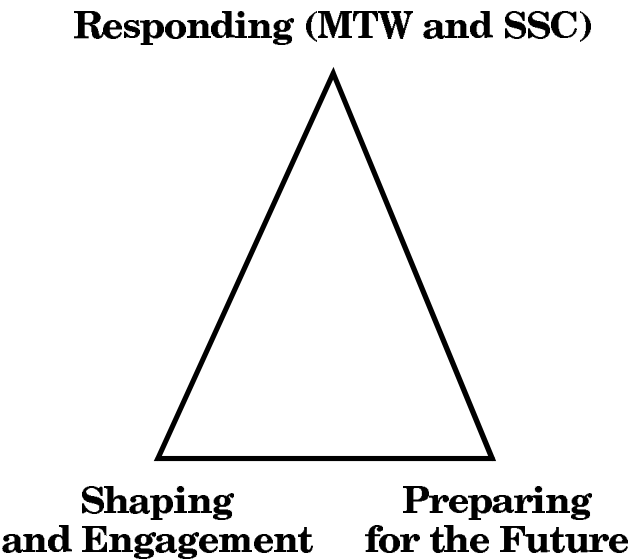 Responding (MTW and SSC)
Shaping
and Engagement
Preparing
for the Future